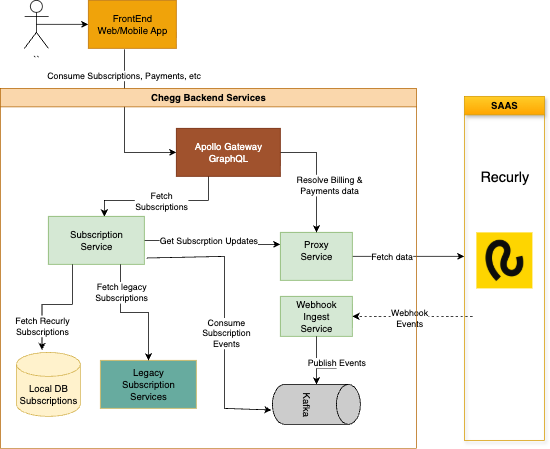 FrontEnd
Web/Mobile App
``
Consume Subscriptions, Payments, etc
Chegg Backend Services
SAAS
Apollo Gateway
GraphQL
Recurly
Resolve Billing &
Payments data
Fetch
Subscriptions
Subscription
Service
Get Subscrption Updates
Proxy
Service
Fetch data
Fetch legacy
subscriptions
Webhook
Ingest
Service
Webhook
Events
Fetch Recurly
Subscriptions
Consume
Subscription
Events
Publish Events
Legacy
Subscription
Services
Local DB
Subscriptions
Kafka